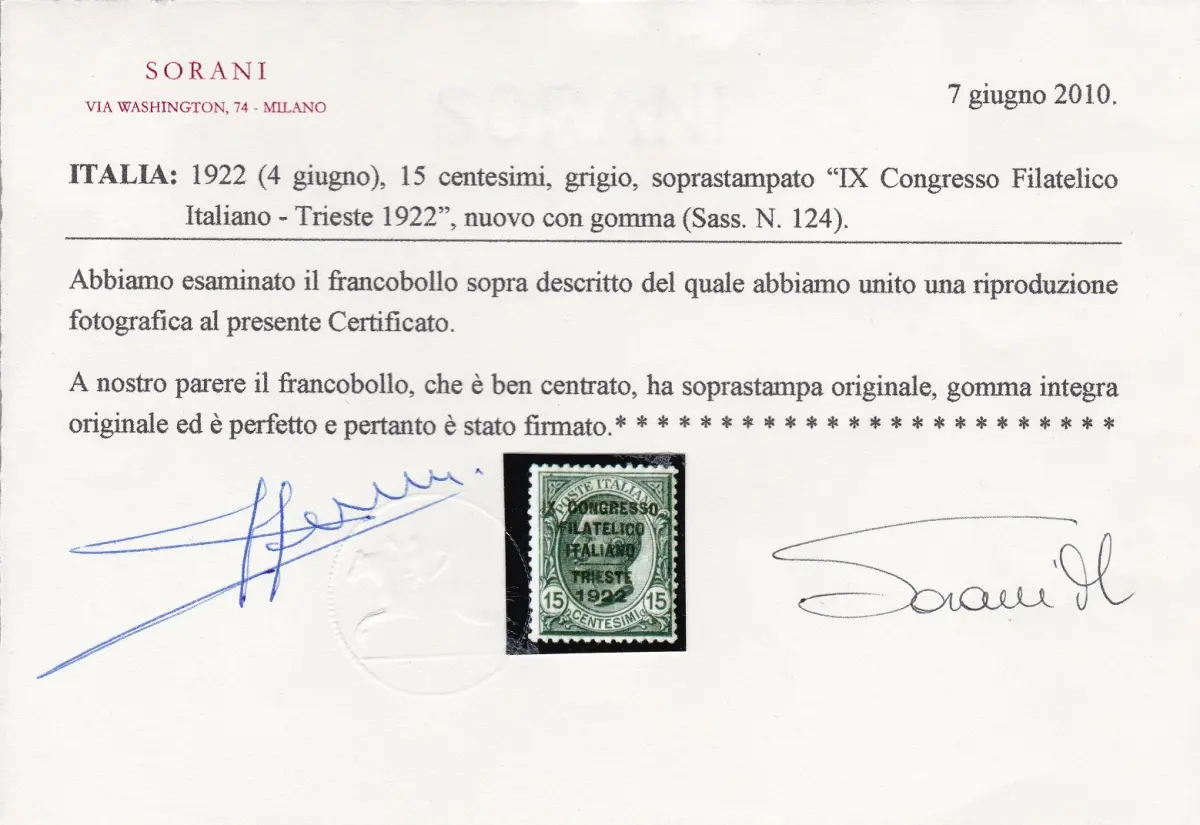 SORANI
VIA WASHINGTON, 74 - MILANO
7 giugno 2010.
ITALIA: 1922 (4 giugno), 15 centesimi, grigio, soprastampato “IX Congresso Filatelico
Italiano - Trieste 1922”, nuovo con gomma (Sass. N. 124).
Abbiamo esaminato il francobollo sopra descritto del quale abbiamo unito una riproduzione
fotografica al presente Certificato.
A nostro parere il francobollo, che è ben centrato, ha soprastampa originale, gomma integra
originale ed è perfetto e pertanto è stato firmato.* * * * * * * * * * * * * * * * * * * * * * * *
POSTE ITALIANE
IX CONGRESSO
FILATELICO
ITALIANO
TRIESTE
1922
15 15
CENTESIMI
Sorani